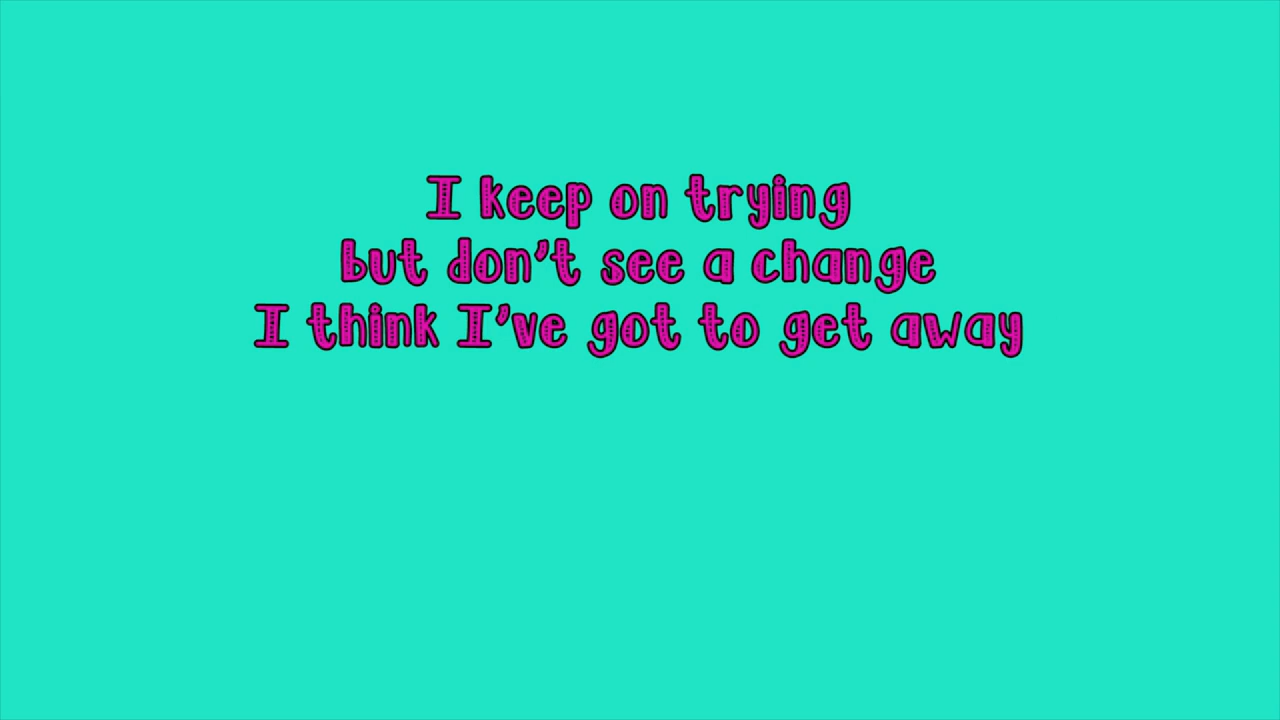 I keep on trying
but don't see a change
I think I've got to get away